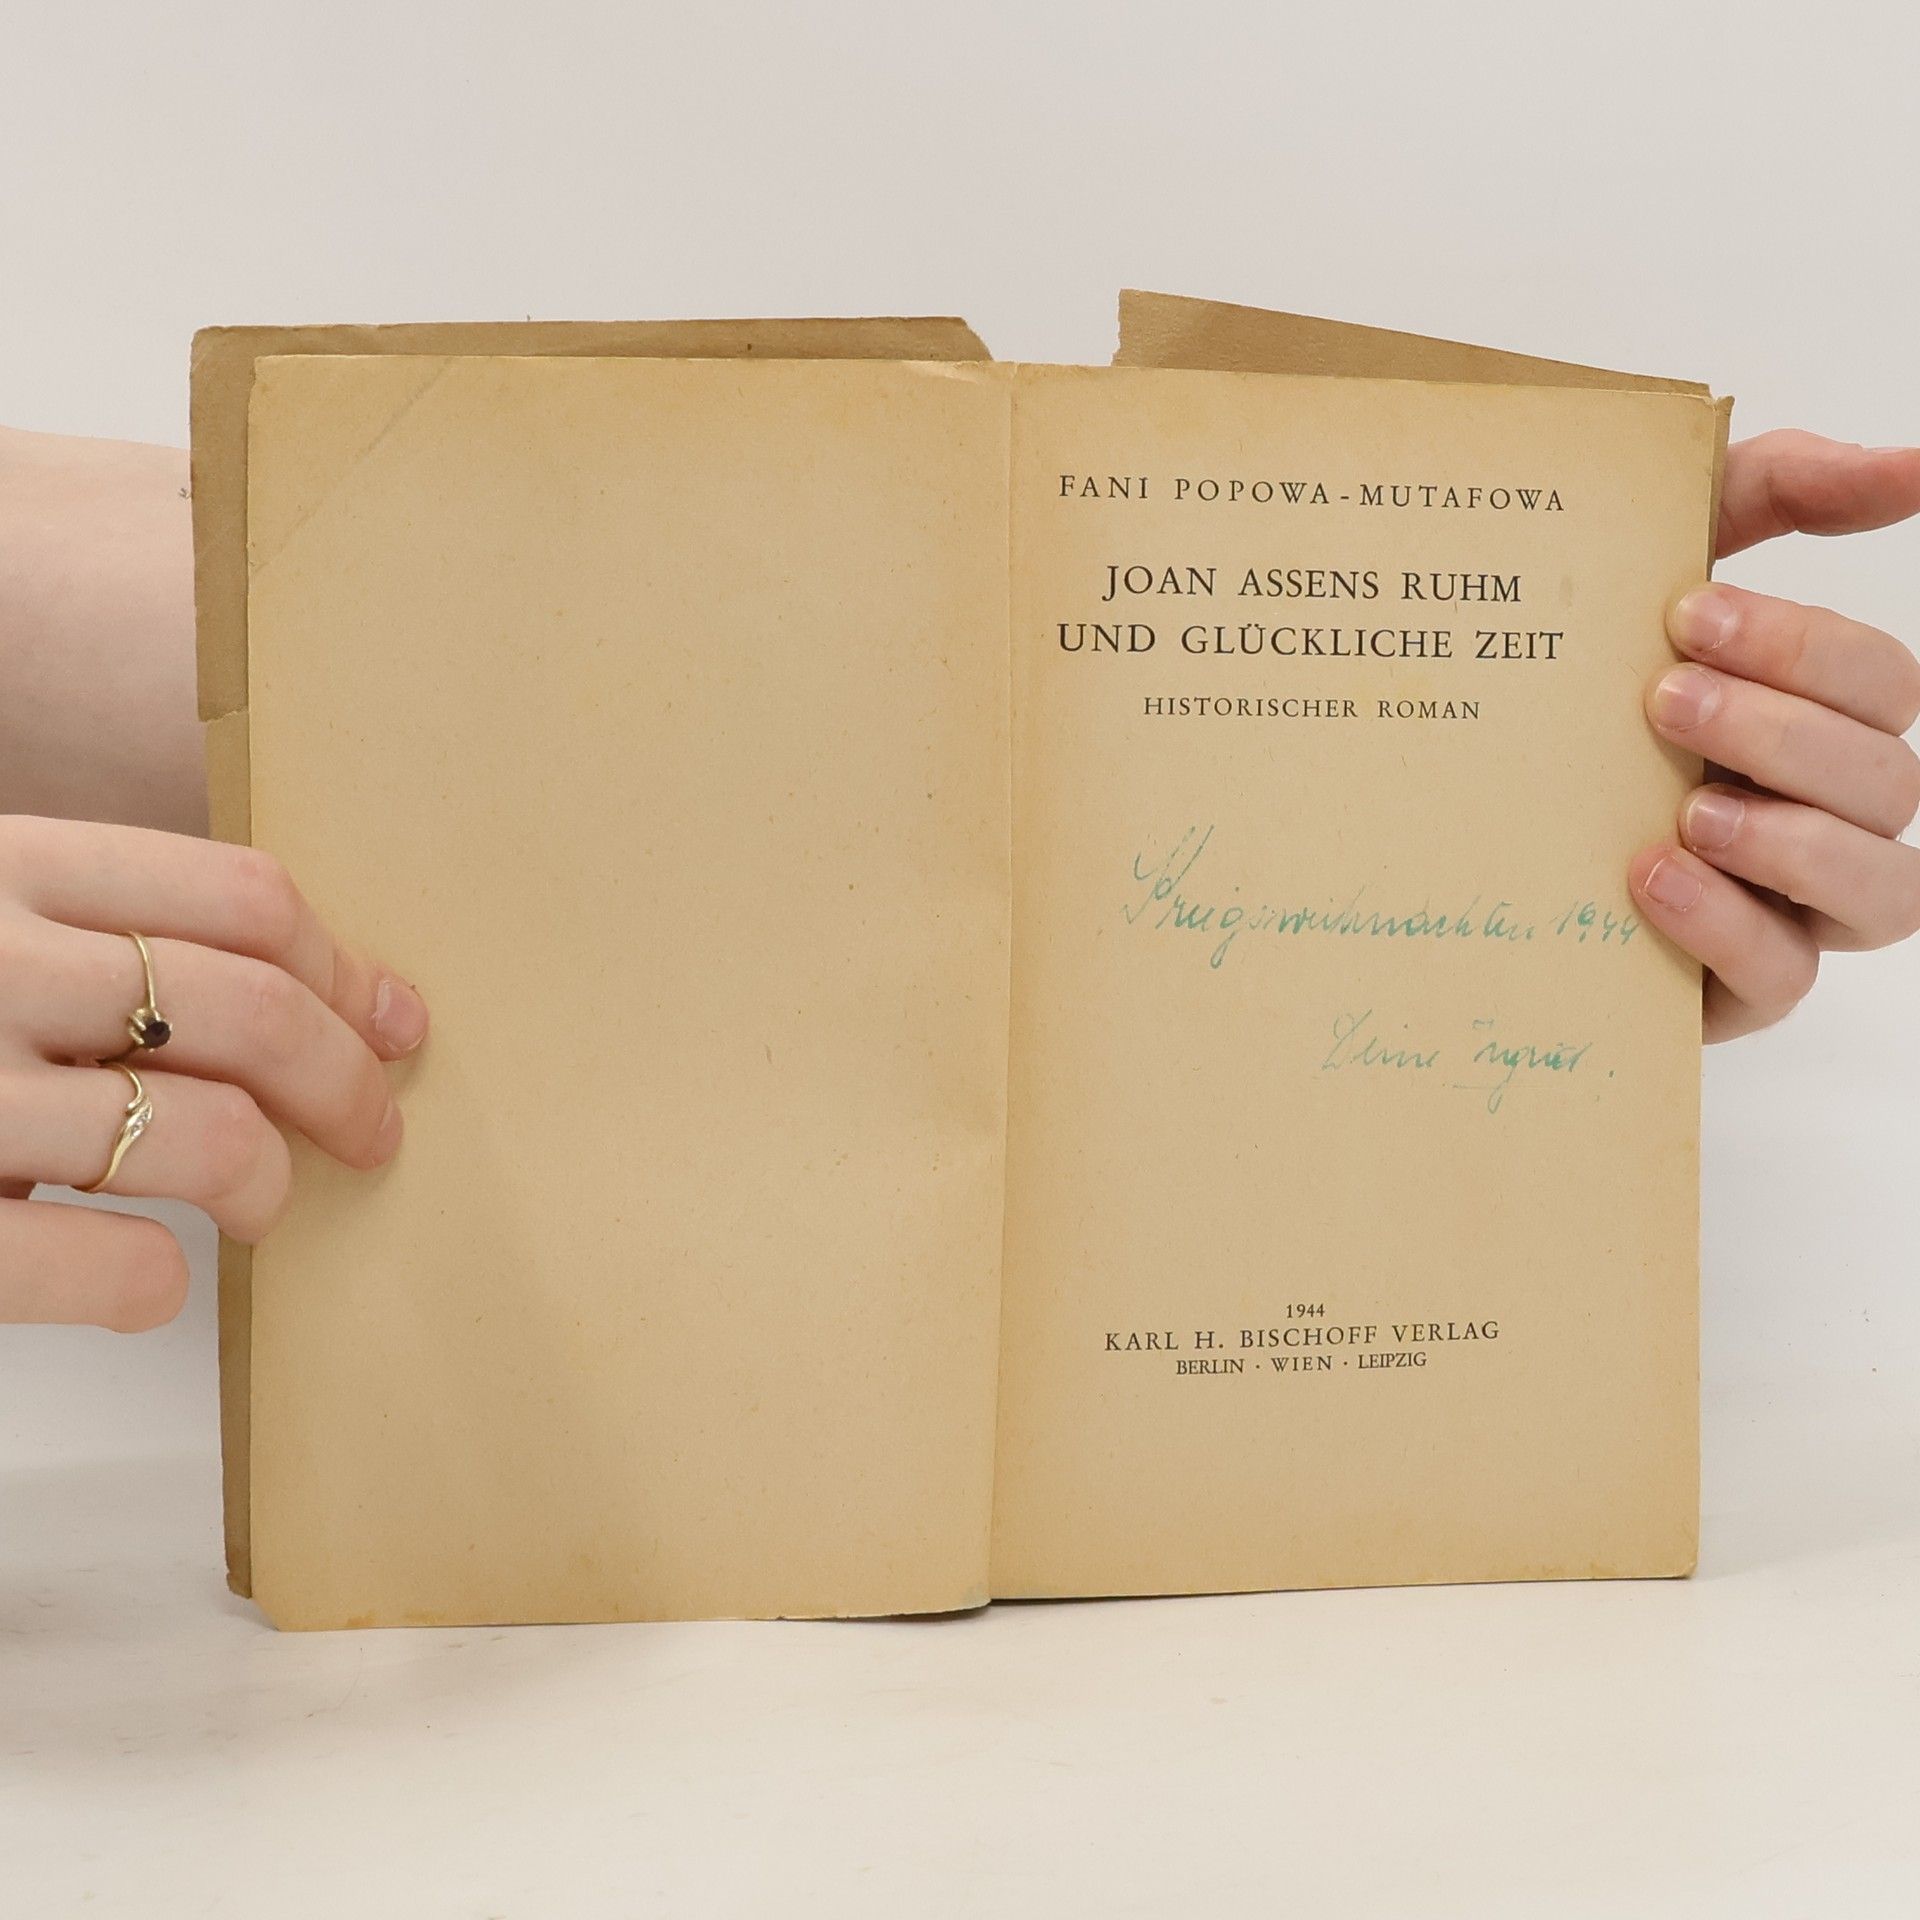 FANI POPOWA-MUTAFOWA
JOAN ASSENS RUHM
UND GLÜCKLICHE ZEIT
HISTORISCHER ROMAN
Kriegsweihnachten 1944
Deine Ingrid.
1944
KARL H. BISCHOFF VERLAG
BERLIN · WIEN · LEIPZIG